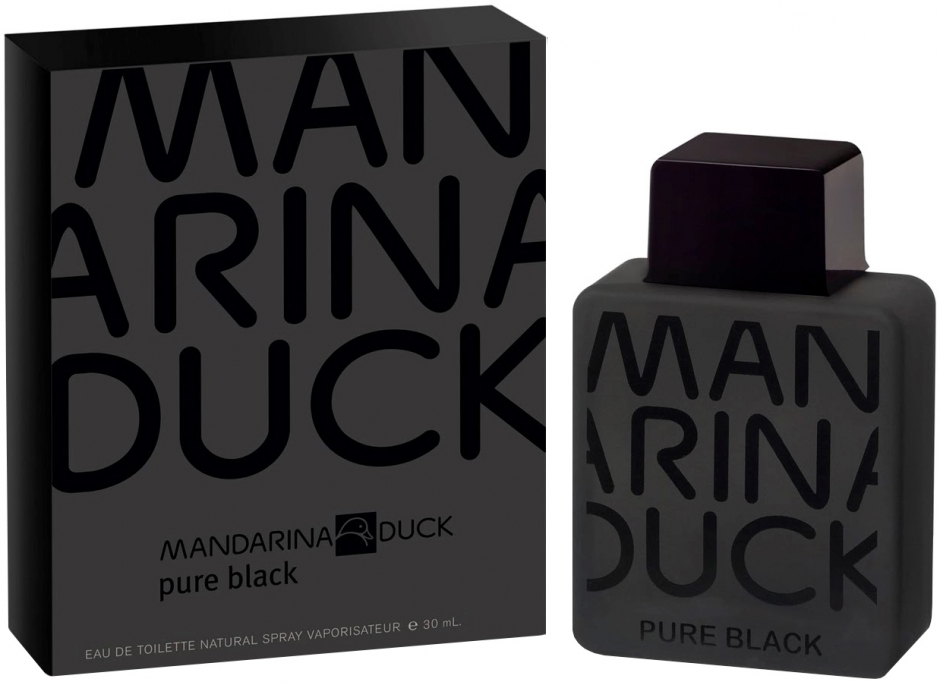 MAN
ARINA
DUCK
MANDARINA DUCK
pure black
EAU DE TOILETTE NATURAL SPRAY VAPORISATEUR ℮ 30 mL.
MAN
ARINA
DUCK
PURE BLACK